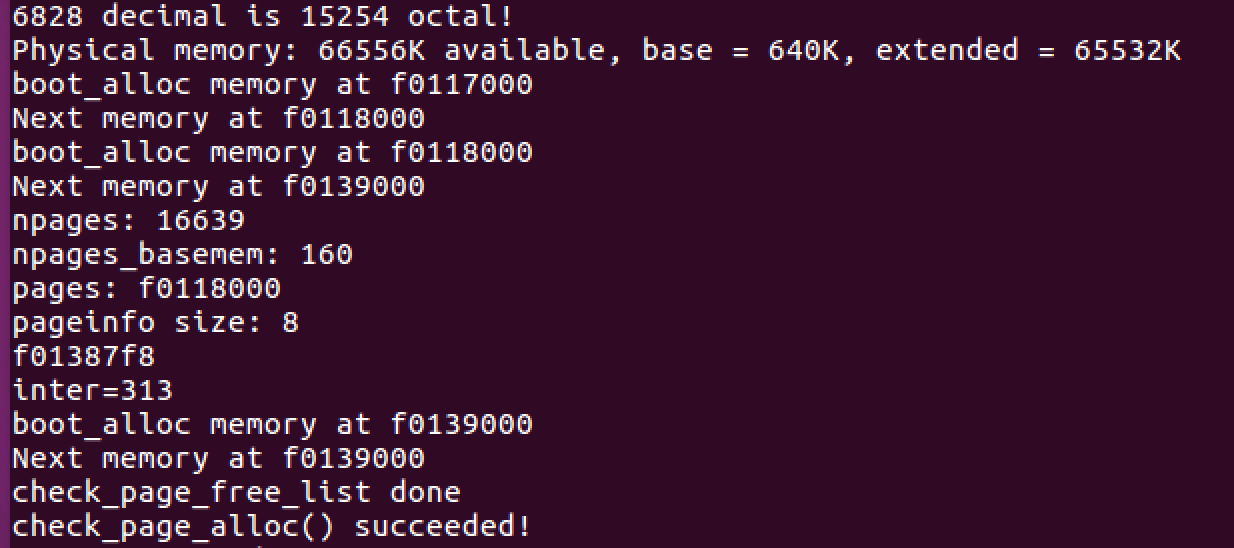 6828 decimal is 15254 octal!
Physical memory: 66556K available, base = 640K, extended = 65532K
boot_alloc memory at f0117000
Next memory at f0118000
boot_alloc memory at f0118000
Next memory at f0139000
npages: 16639
npages_basemem: 160
pages: f0118000
pageinfo size: 8
f01387f8
inter=313
boot_alloc memory at f0139000
Next memory at f0139000
check_page_free_list done
check_page_alloc() succeeded!